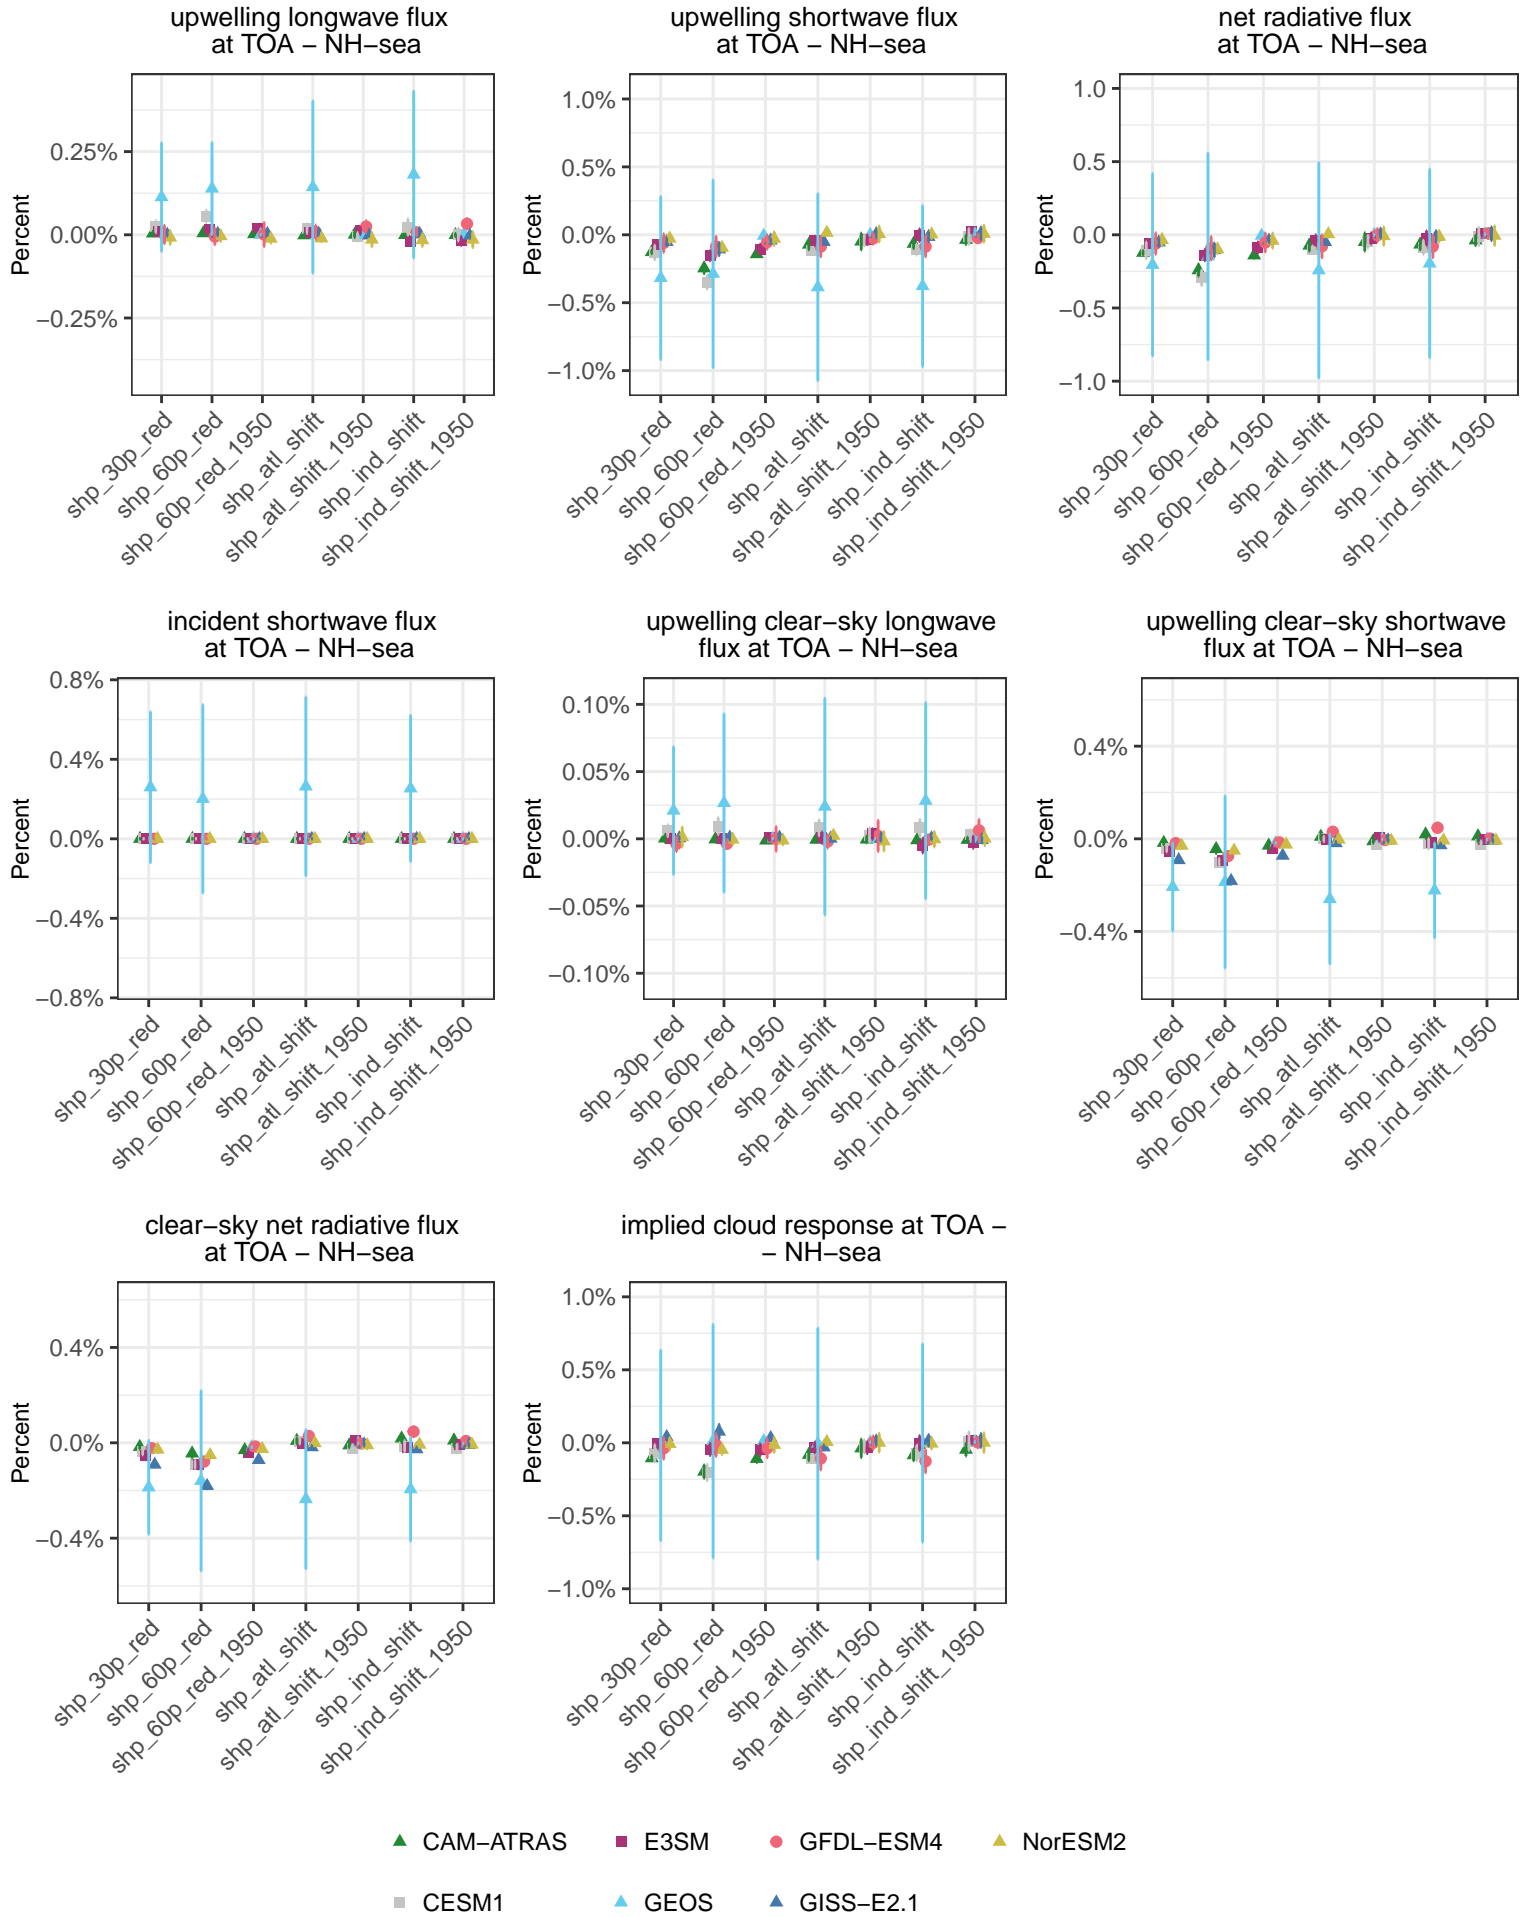 upwelling longwave flux
at TOA − NH−sea
upwelling shortwave flux
at TOA − NH−sea
net radiative flux
at TOA − NH−sea
Percent
0.25%
0.00%
−0.25%
shp_30p_red
shp_60p_red
shp_60p_red_1950
shp_atl_shift
shp_atl_shift_1950
shp_ind_shift
shp_ind_shift_1950
Percent
1.0%
0.5%
0.0%
−0.5%
−1.0%
shp_30p_red
shp_60p_red
shp_60p_red_1950
shp_atl_shift
shp_atl_shift_1950
shp_ind_shift
shp_ind_shift_1950
Percent
1.0
0.5
0.0
−0.5
−1.0
shp_30p_red
shp_60p_red
shp_60p_red_1950
shp_atl_shift
shp_atl_shift_1950
shp_ind_shift
shp_ind_shift_1950
incident shortwave flux
at TOA − NH−sea
upwelling clear−sky longwave
flux at TOA − NH−sea
upwelling clear−sky shortwave
flux at TOA − NH−sea
Percent
0.8%
0.4%
0.0%
−0.4%
−0.8%
shp_30p_red
shp_60p_red
shp_60p_red_1950
shp_atl_shift
shp_atl_shift_1950
shp_ind_shift
shp_ind_shift_1950
Percent
0.10%
0.05%
0.00%
−0.05%
−0.10%
shp_30p_red
shp_60p_red
shp_60p_red_1950
shp_atl_shift
shp_atl_shift_1950
shp_ind_shift
shp_ind_shift_1950
Percent
0.4%
0.0%
−0.4%
shp_30p_red
shp_60p_red
shp_60p_red_1950
shp_atl_shift
shp_atl_shift_1950
shp_ind_shift
shp_ind_shift_1950
clear−sky net radiative flux
at TOA − NH−sea
implied cloud response at TOA −
− NH−sea
Percent
0.4%
0.0%
−0.4%
shp_30p_red
shp_60p_red
shp_60p_red_1950
shp_atl_shift
shp_atl_shift_1950
shp_ind_shift
shp_ind_shift_1950
Percent
1.0%
0.5%
0.0%
−0.5%
−1.0%
shp_30p_red
shp_60p_red
shp_60p_red_1950
shp_atl_shift
shp_atl_shift_1950
shp_ind_shift
shp_ind_shift_1950
CAM−ATRAS
E3SM
GFDL−ESM4
NorESM2
CESM1
GEOS
GISS−E2.1